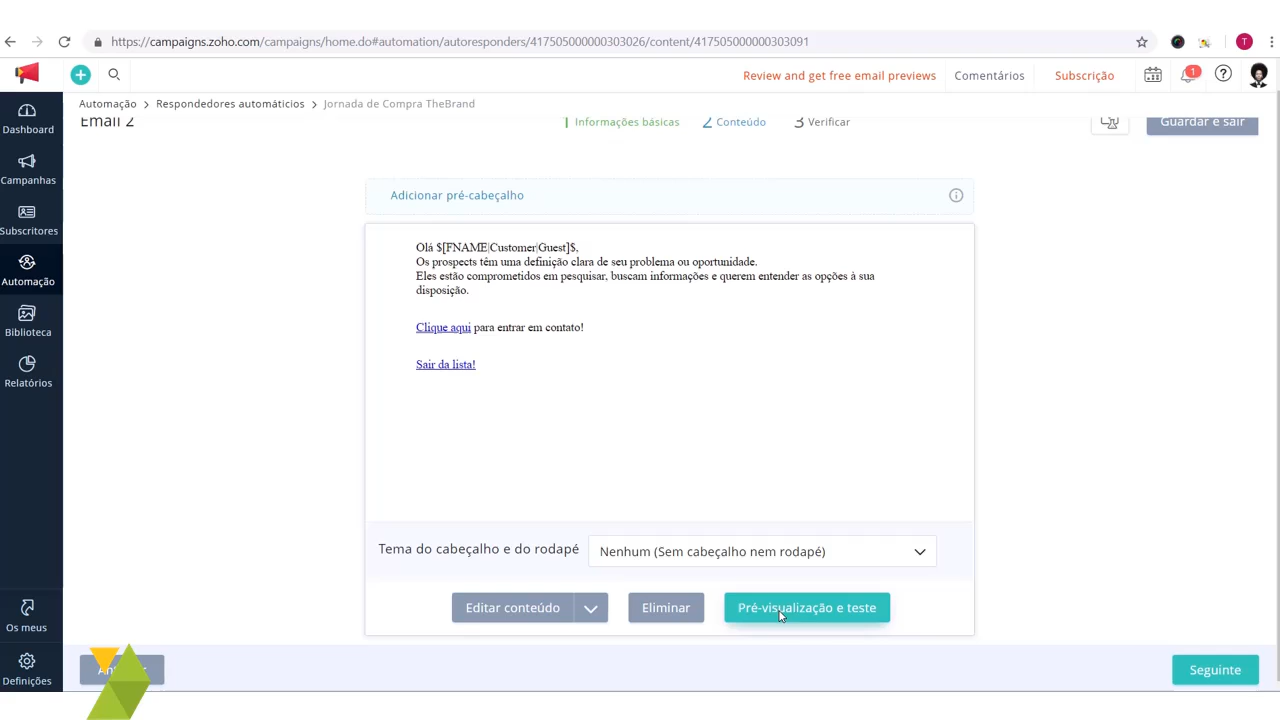 https://campaigns.zoho.com/campaigns/home.do#automation/autoresponders/417505000000303026/content/417505000000303091
T
Review and get free email previews
Comentários
Subscrição
1
Automação > Respondedores automáticos > Jornada de Compra TheBrand
Email 2
1 Informações básicas
2 Conteúdo
3 Verificar
Guardar e sair
Dashboard
Campanhas
Subscritores
Automação
Biblioteca
Relatórios
Os meus
Definições
Adicionar pré-cabeçalho
Olá $[FNAME|Customer|Guest]$,
Os prospects têm uma definição clara de seu problema ou oportunidade.
Eles estão comprometidos em pesquisar, buscam informações e querem entender as opções à sua
disposição.
Clique aqui para entrar em contato!
Sair da lista!
Tema do cabeçalho e do rodapé
Nenhum (Sem cabeçalho nem rodapé)
Editar conteúdo
Eliminar
Pré-visualização e teste
Seguinte